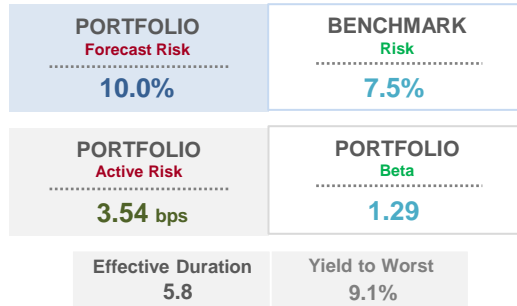 PORTFOLIO
Forecast Risk
10.0%
BENCHMARK
Risk
7.5%
PORTFOLIO
Active Risk
3.54 bps
PORTFOLIO
Beta
1.29
Effective Duration
5.8
Yield to Worst
9.1%